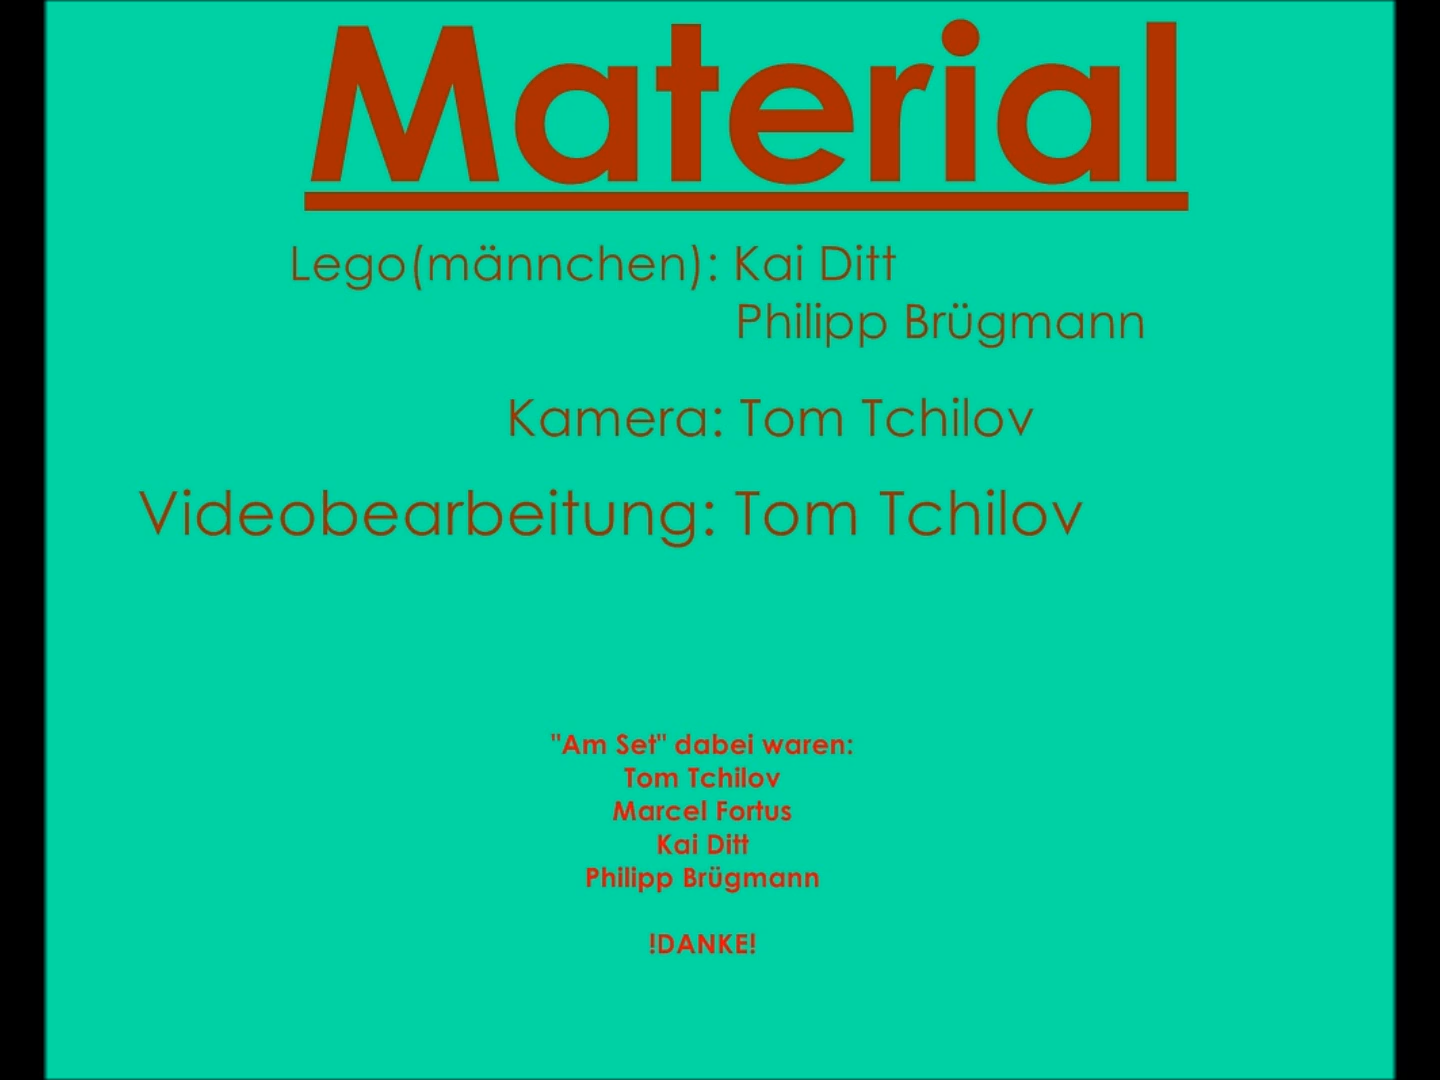 Material
Lego(männchen): Kai Ditt
Philipp Brügmann
Kamera: Tom Tchilov
Videobearbeitung: Tom Tchilov
"Am Set" dabei waren:
Tom Tchilov
Marcel Fortus
Kai Ditt
Philipp Brügmann
!DANKE!